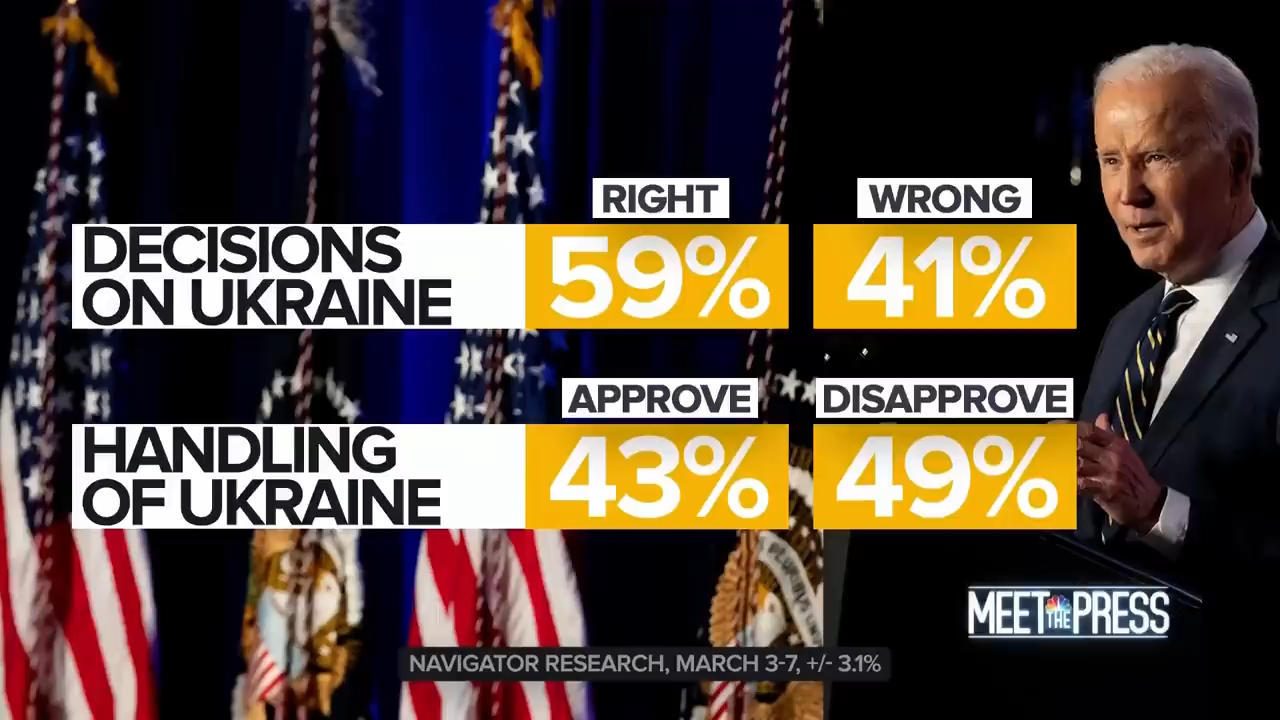 RIGHT WRONG
DECISIONS
ON UKRAINE
59% 41%
APPROVE DISAPPROVE
HANDLING
OF UKRAINE
43% 49%
MEET THE PRESS
NAVIGATOR RESEARCH, MARCH 3-7, +/- 3.1%